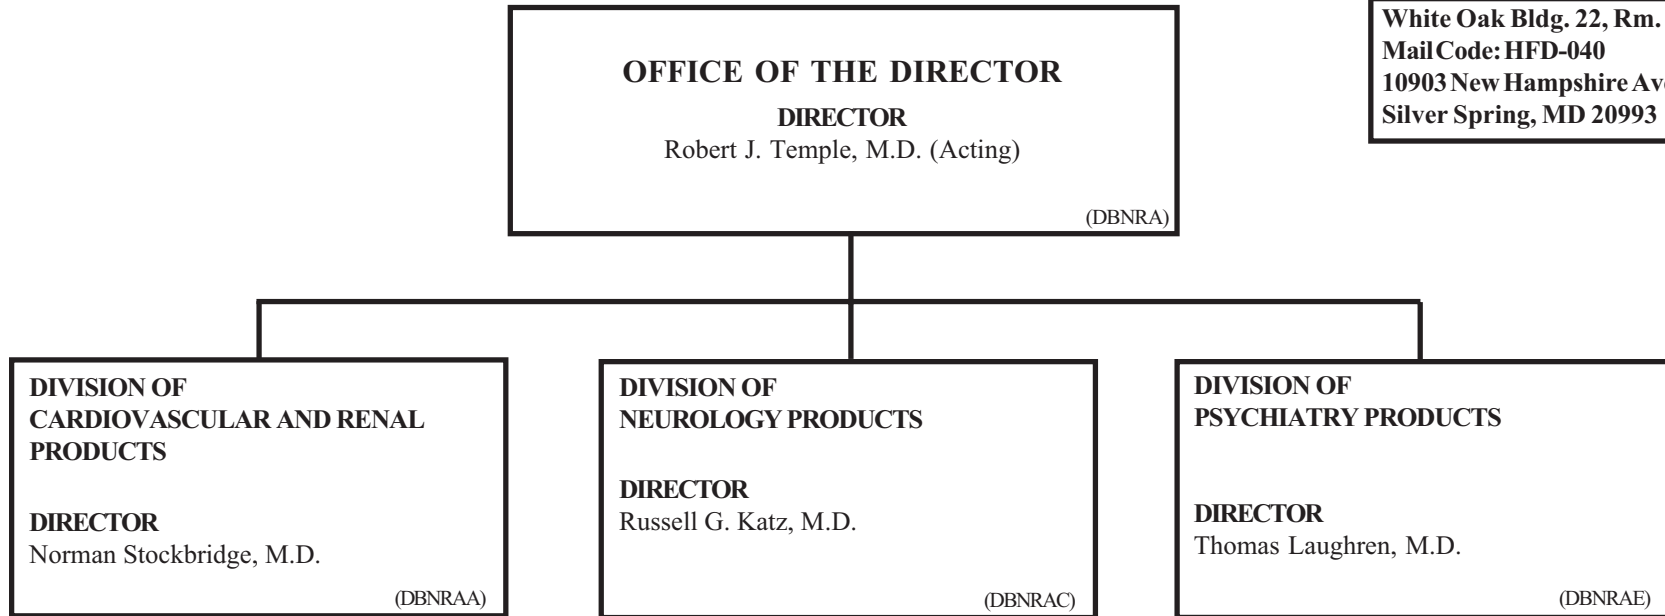 OFFICE OF THE DIRECTOR
DIRECTOR
Robert J. Temple, M.D. (Acting)
(DBNRA)
White Oak Bldg. 22, Rm.
Mail Code: HFD-040
10903 New Hampshire
Silver Spring, MD 20993
DIVISION OF
CARDIOVASCULAR AND RENAL
PRODUCTS
DIRECTOR
Norman Stockbridge, M.D.
(DBNRAA)
DIVISION OF
NEUROLOGY PRODUCTS
DIRECTOR
Russell G. Katz, M.D.
(DBNRAC)
DIVISION OF
PSYCHIATRY PRODUCTS
DIRECTOR
Thomas Laughren, M.D.
(DBNRAE)